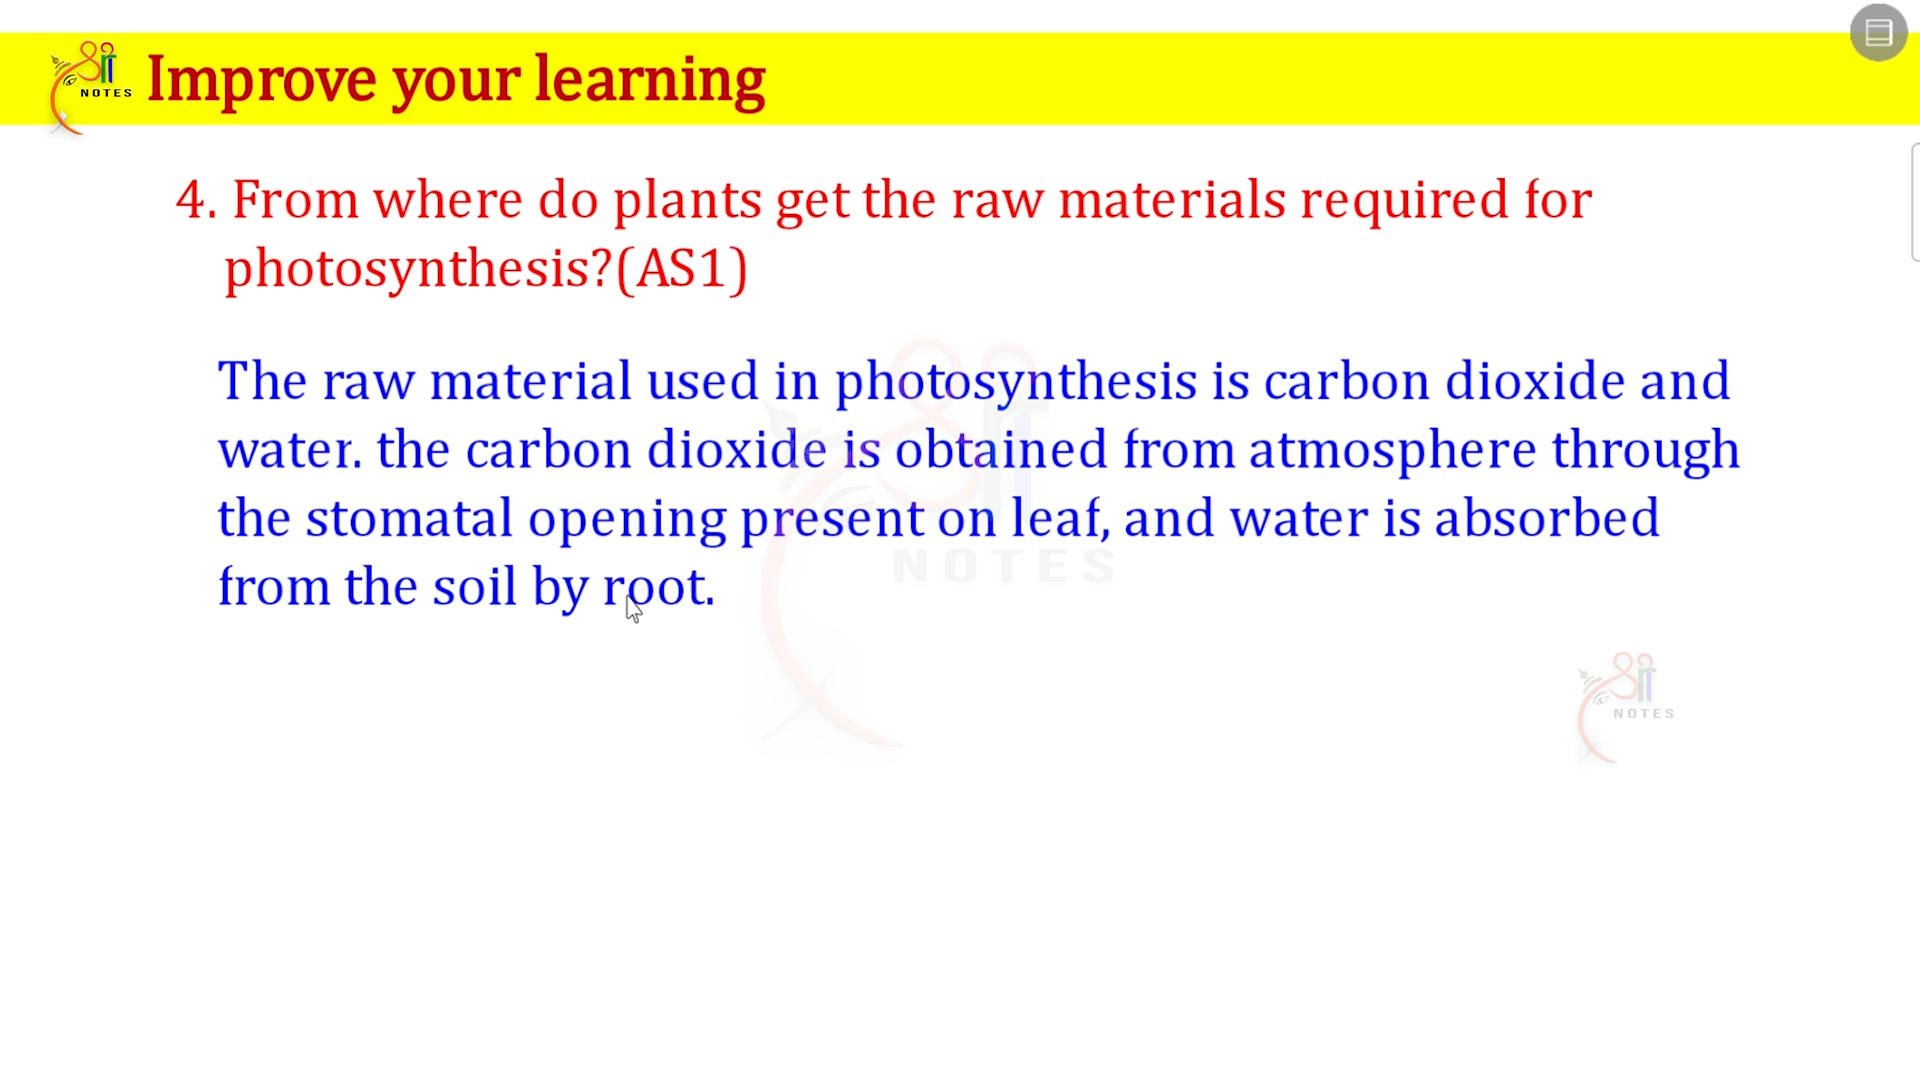 श्री
NOTES
Improve your learning
4. From where do plants get the raw materials required for
photosynthesis?(AS1)
The raw material used in photosynthesis is carbon dioxide and
water. the carbon dioxide is obtained from atmosphere through
the stomatal opening present on leaf, and water is absorbed
from the soil by root.
श्री
NOTES
श्री
NOTES